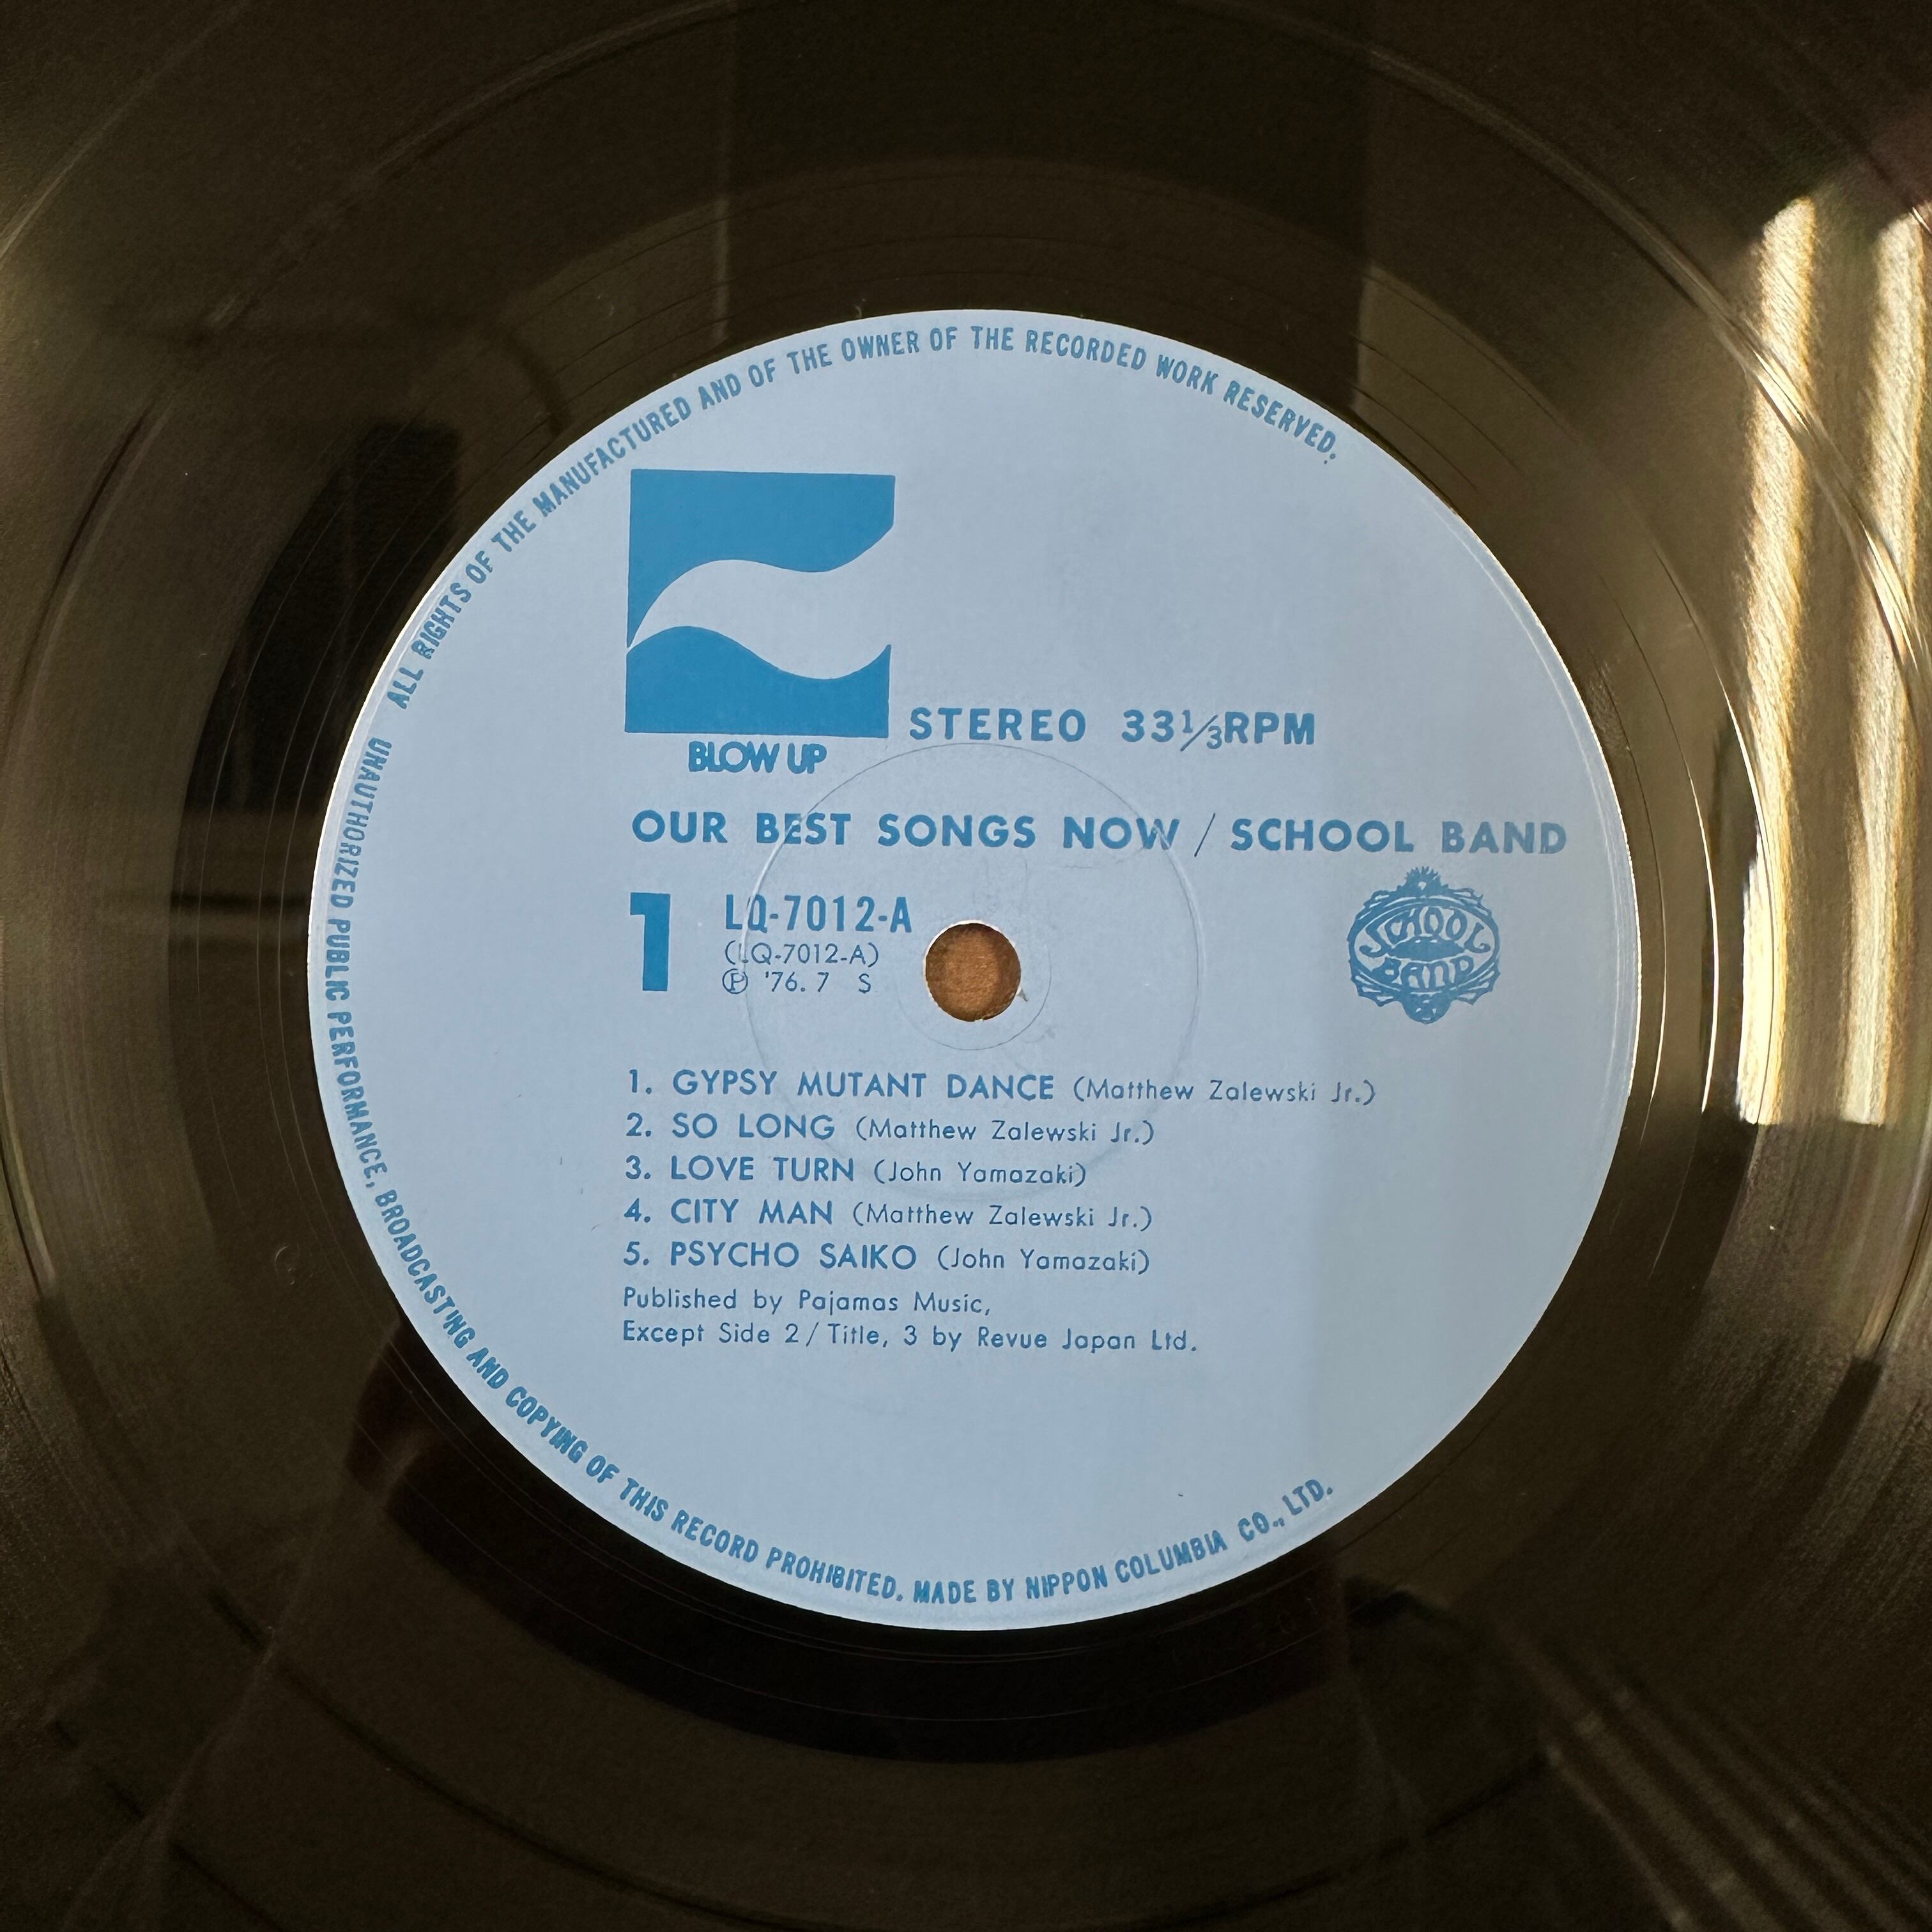 ALL RIGHTS OF THE MANUFACTURED AND OF THE OWNER OF THE RECORDED WORK RESERVED.
BLOW UP
STEREO 33⅓RPM
OUR BEST SONGS NOW / SCHOOL BAND
1
LQ-7012-A
(LQ-7012-A)
Ⓟ '76. 7 S
SCHOOL
BAND
1. GYPSY MUTANT DANCE (Matthew Zalewski Jr.)
2. SO LONG (Matthew Zalewski Jr.)
3. LOVE TURN (John Yamazaki)
4. CITY MAN (Matthew Zalewski Jr.)
5. PSYCHO SAIKO (John Yamazaki)
Published by Pajamas Music,
Except Side 2 / Title, 3 by Revue Japan Ltd.
UNAUTHORIZED PUBLIC PERFORMANCE, BROADCASTING AND COPYING OF THIS RECORD PROHIBITED. MADE BY NIPPON COLUMBIA CO., LTD.